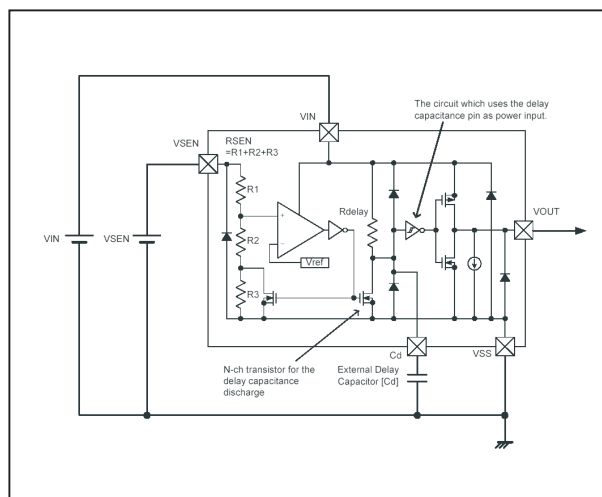 The circuit which uses the delay
capacitance pin as power input.
VIN
VSEN
RSEN
=R1+R2+R3
R1
Rdelay
VOUT
R2
VIN
VSEN
Vref
R3
Cd
VSS
N-ch transistor for the
delay capacitance
discharge
External Delay
Capacitor [Cd]
+
−